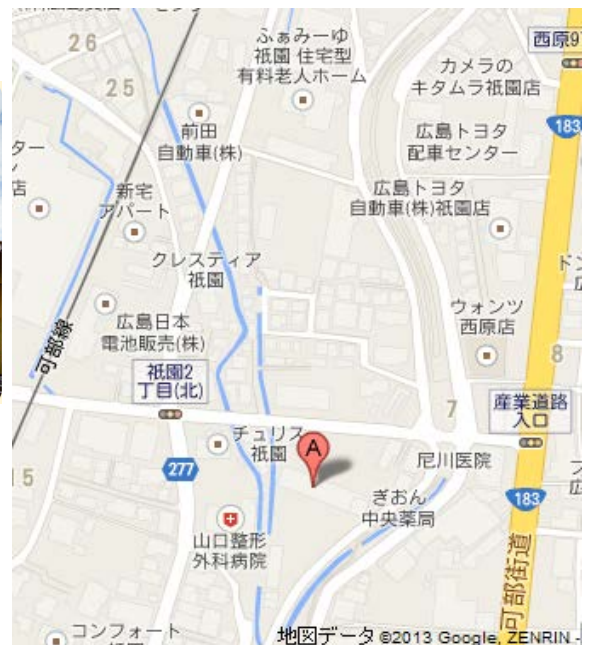 26
25
ふぁみーゆ
祇園 住宅型
有料老人ホーム
西原9
カメラの
キタムラ祇園店
183
前田
自動車(株)
広島トヨタ
配車センター
ター
店
新宅
アパート
広島トヨタ
自動車(株)祇園店
クレスティア
祇園
可部線
広島日本
電池販売(株)
ウォンツ
西原店
8
祇園2
丁目(北)
7
産業道路
入口
チュリス
祇園
A
尼川医院
15
277
ぎおん
中央薬局
183
山口整形
外科病院
可部街道
コンフォート
地図データ ©2013 Google, ZENRIN -